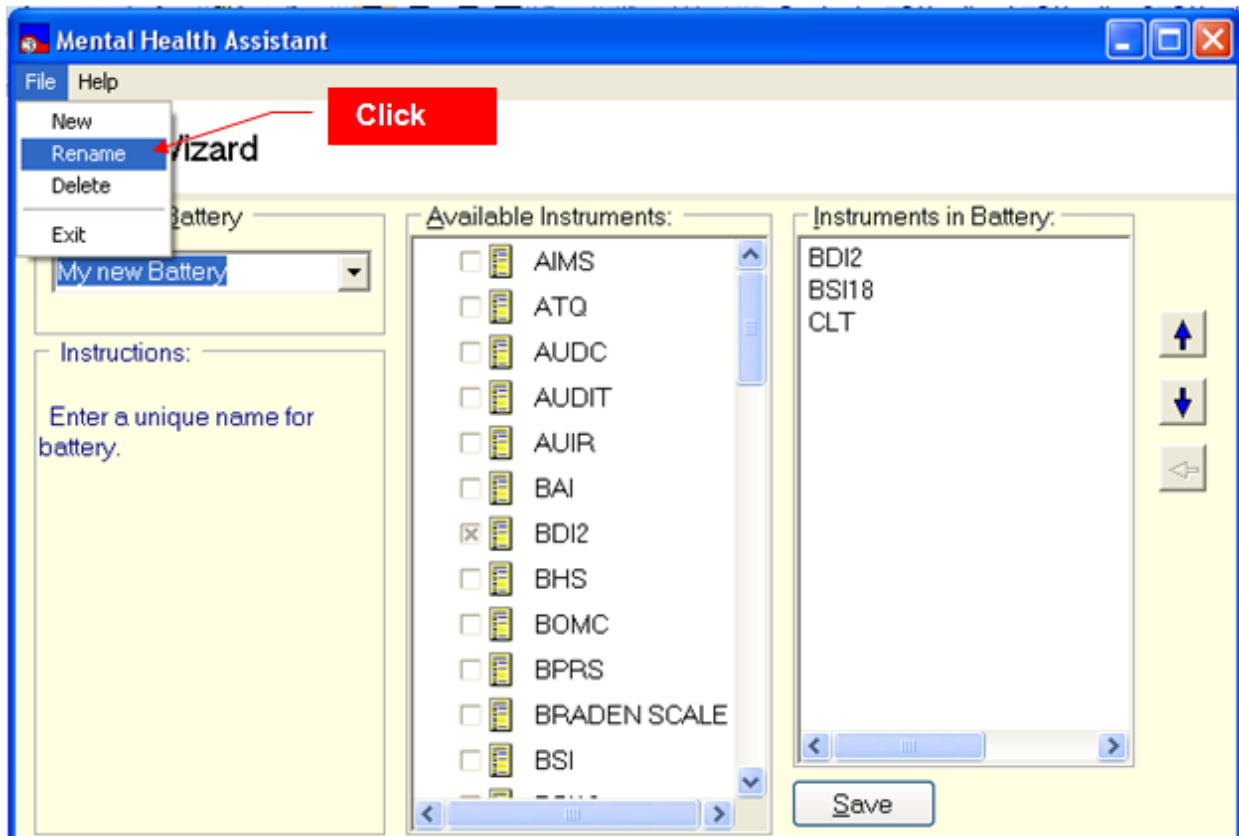 Mental Health Assistant
File Help
Click
New
Rename
Delete
Exit
Wizard
Battery
My new Battery
Instructions:
Enter a unique name for
battery.
Available Instruments:
AIMS
ATQ
AUDC
AUDIT
AUIR
BAI
BDI2
BHS
BOMC
BPRS
BRADEN SCALE
BSI
Instruments in Battery:
BDI2
BSI18
CLT
Save